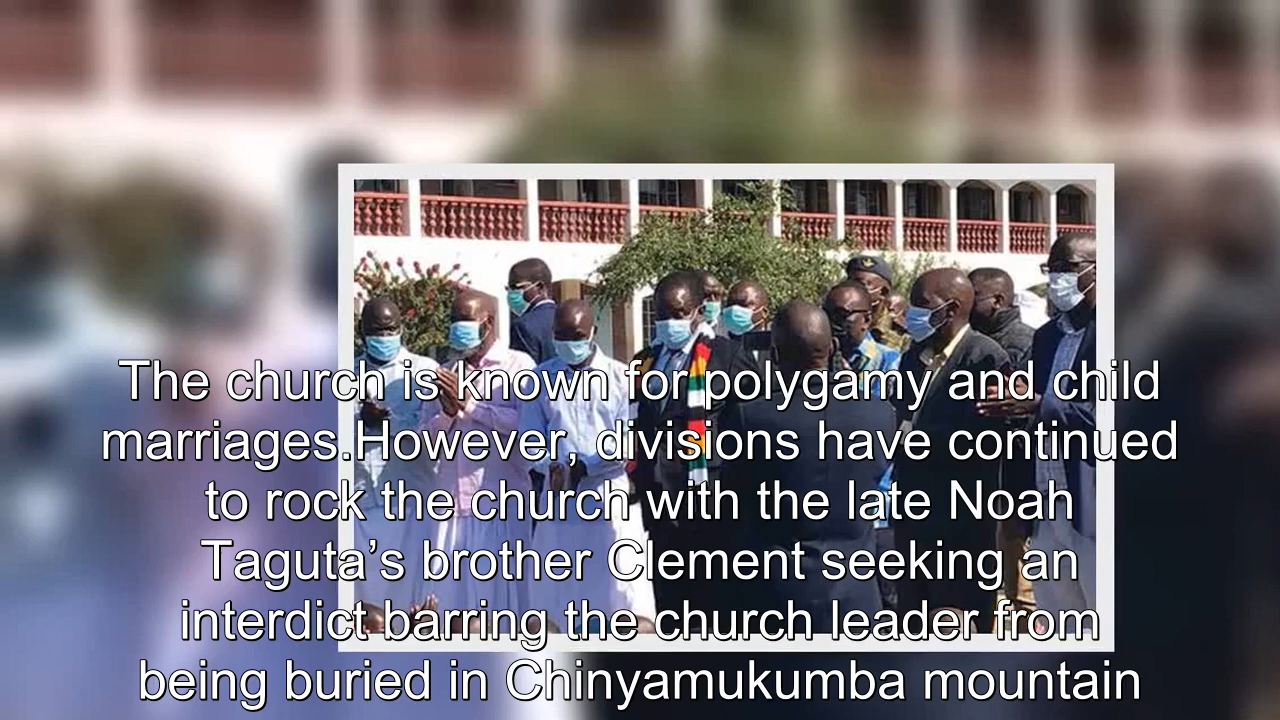 The church is known for polygamy and child
marriages.However, divisions have continued
to rock the church with the late Noah
Taguta’s brother Clement seeking an
interdict barring the church leader from
being buried in Chinyamukumba mountain